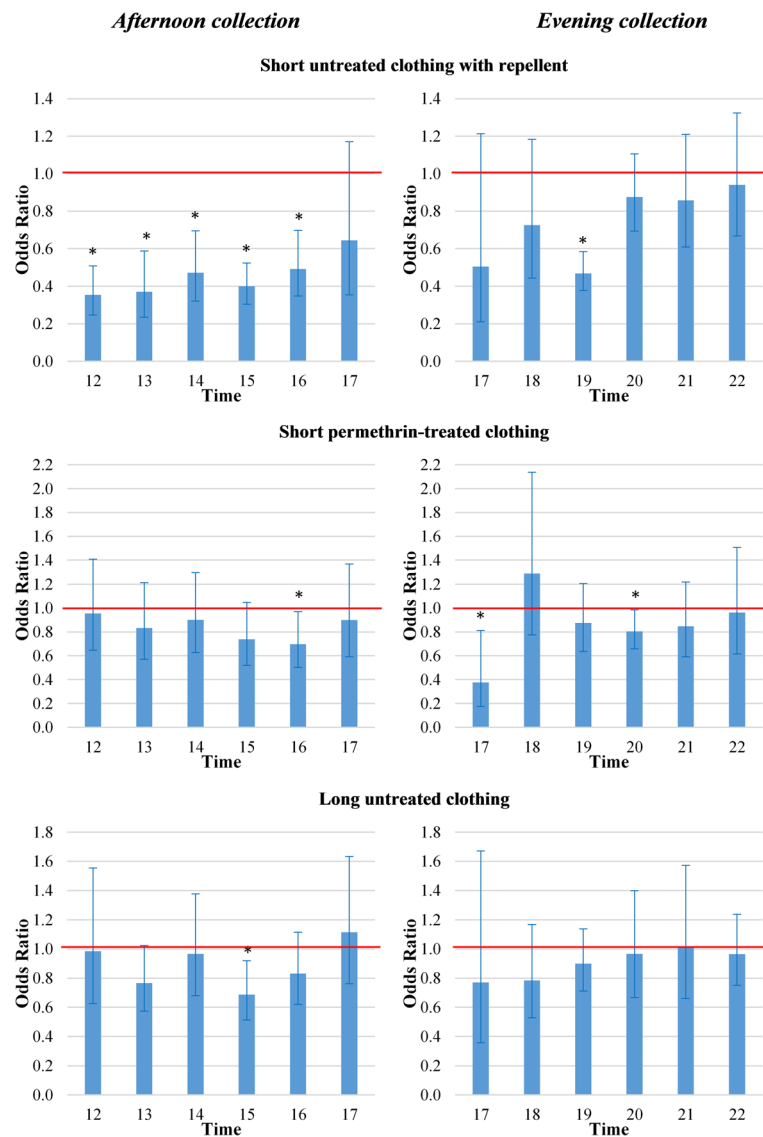 Afternoon collection Evening collection
Short untreated clothing with repellent
1.4 1.4
1.2 1.2
1.0 1.0
0.8 0.8
0.6 0.6
0.4 0.4
0.2 0.2
0.0 0.0
Odds Ratio Odds Ratio
* * * * * *
12 13 14 15 16 17 17 18 19 20 21 22
Time Time
Short permethrin-treated clothing
2.2 2.2
2.0 2.0
1.8 1.8
1.6 1.6
1.4 1.4
1.2 1.2
1.0 1.0
0.8 0.8
0.6 0.6
0.4 0.4
0.2 0.2
0.0 0.0
Odds Ratio Odds Ratio
* * *
12 13 14 15 16 17 17 18 19 20 21 22
Time Time
Long untreated clothing
1.8 1.8
1.6 1.6
1.4 1.4
1.2 1.2
1.0 1.0
0.8 0.8
0.6 0.6
0.4 0.4
0.2 0.2
0.0 0.0
Odds Ratio Odds Ratio
*
12 13 14 15 16 17 17 18 19 20 21 22
Time Time